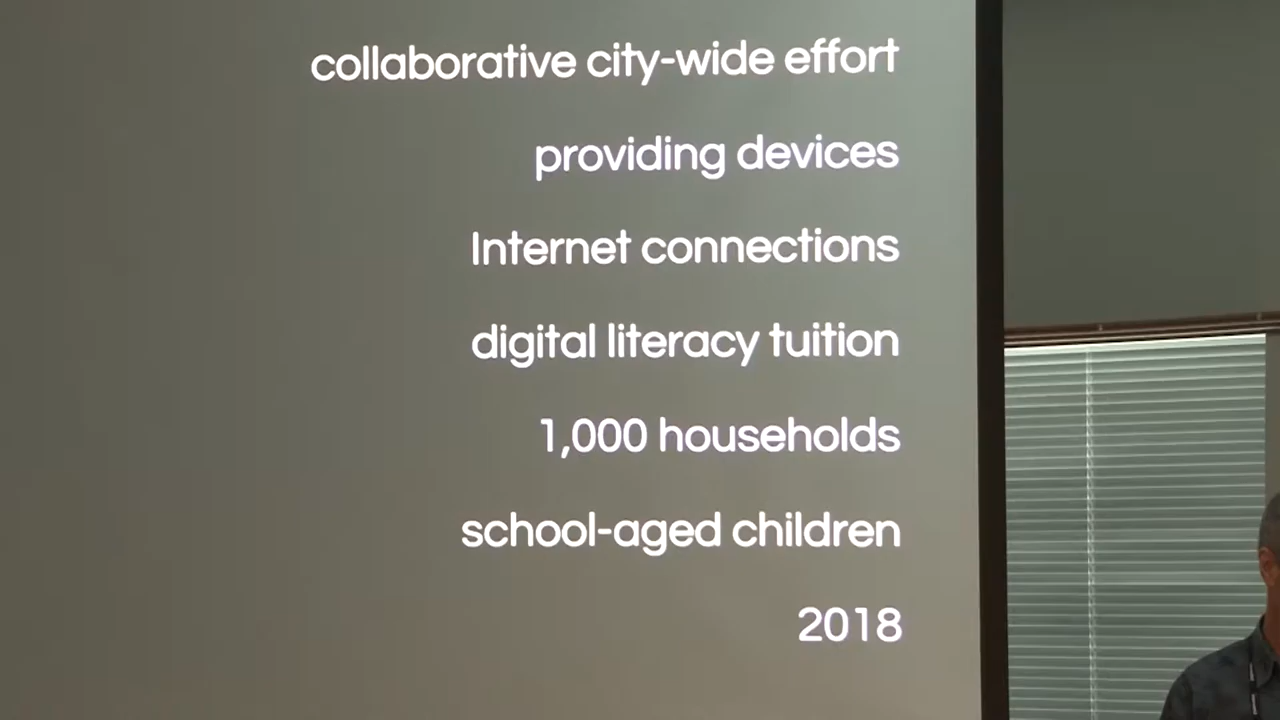 collaborative city-wide effort
providing devices
Internet connections
digital literacy tuition
1,000 households
school-aged children
2018